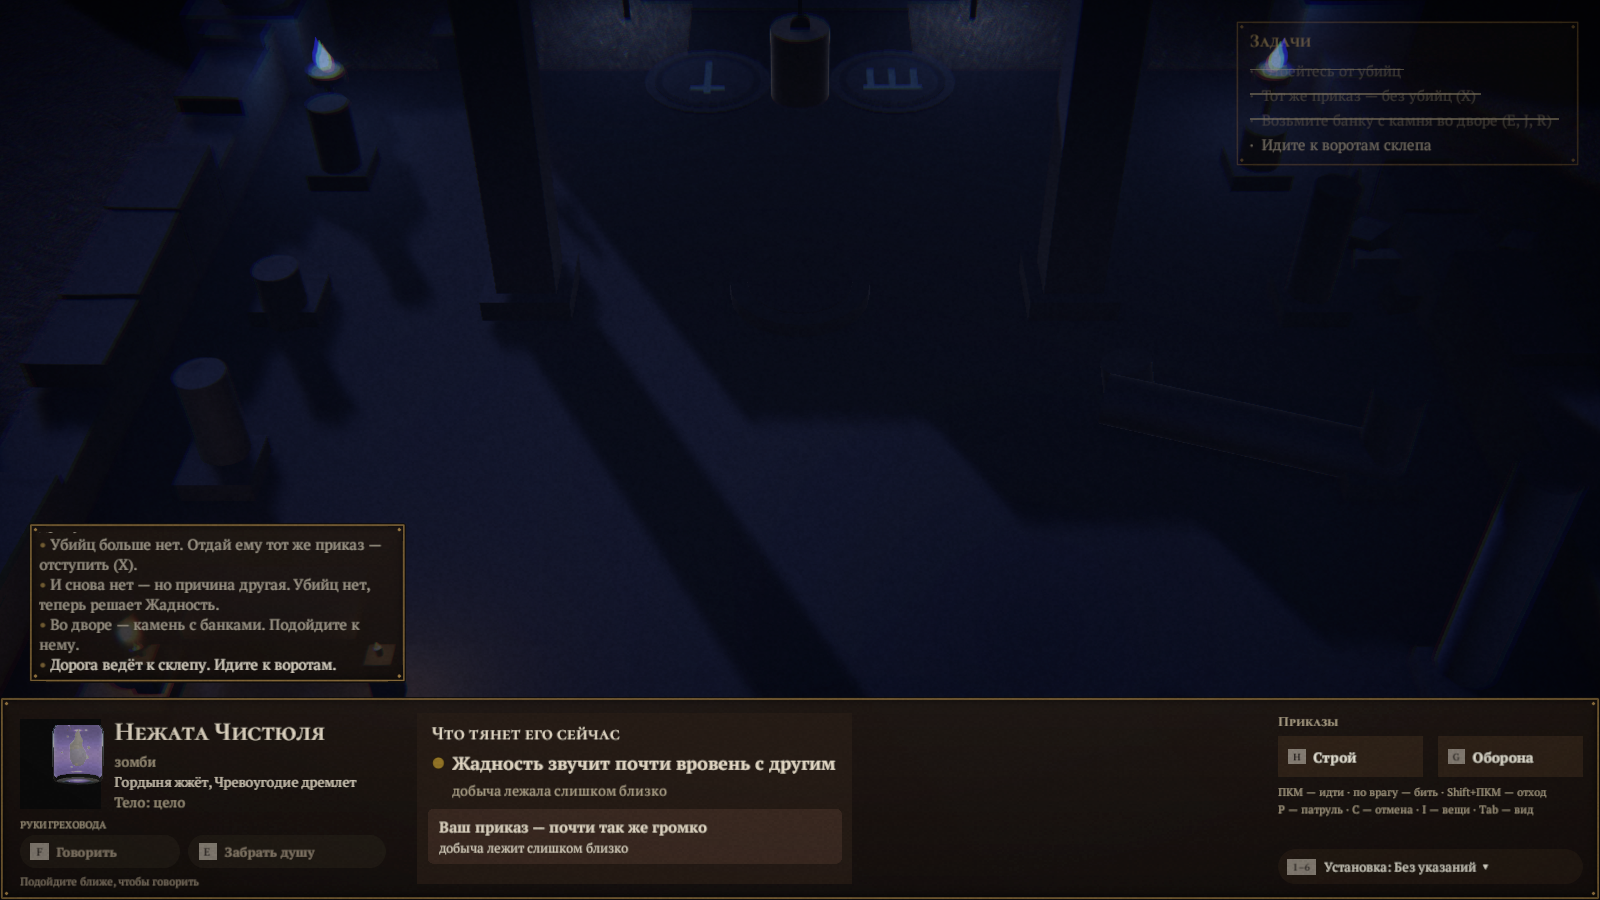 Задачи
· ейтесь от убийц
· Тот же приказ — без убийц (X)
· Возьмите банку с камня во дворе (E, J, R)
· Идите к воротам склепа
• Убийц больше нет. Отдай ему тот же приказ —
отступить (X).
• И снова нет — но причина другая. Убийц нет,
теперь решает Жадность.
• Во дворе — камень с банками. Подойдите к
нему.
• Дорога ведёт к склепу. Идите к воротам.
Нежата Чистюля
зомби
Гордыня жжёт, Чревоугодие дремлет
Тело: цело
РУКИ ГРЕХОВОДА
F Говорить
E Забрать душу
Подойдите ближе, чтобы говорить
Что тянет его сейчас
Жадность звучит почти вровень с другим
добыча лежала слишком близко
Ваш приказ — почти так же громко
добыча лежит слишком близко
Приказы
H Строй
G Оборона
ПКМ — идти · по врагу — бить · Shift+ПКМ — отход
P — патруль · C — отмена · I — вещи · Tab — вид
1–6 Установка: Без указаний ▾